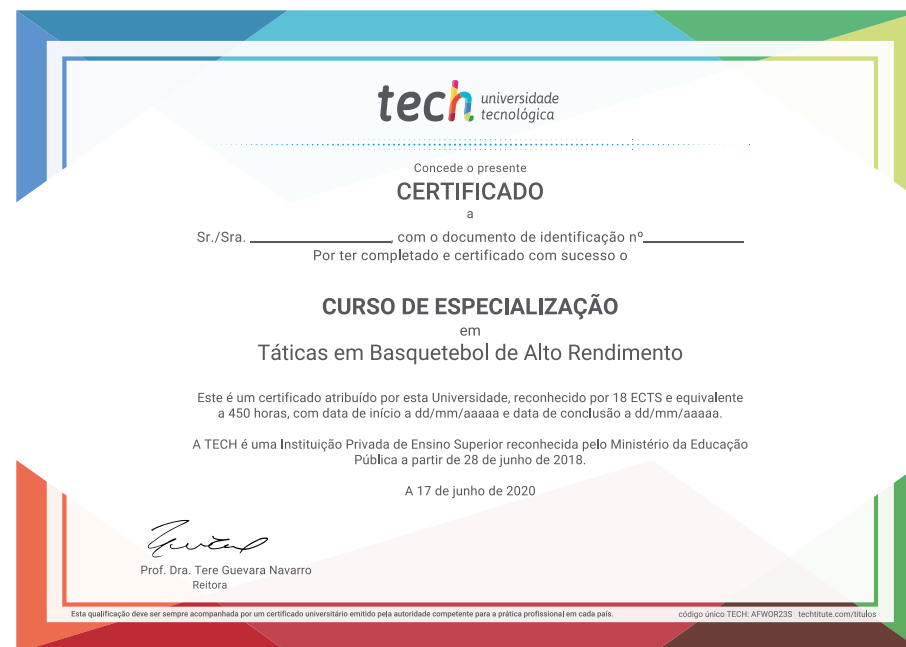 tech universidade
tecnológica
Concede o presente
CERTIFICADO
a
Sr./Sra. ____________________, com o documento de identificação nº______________
Por ter completado e certificado com sucesso o
CURSO DE ESPECIALIZAÇÃO
em
Táticas em Basquetebol de Alto Rendimento
Este é um certificado atribuído por esta Universidade, reconhecido por 18 ECTS e equivalente
a 450 horas, com data de início a dd/mm/aaaaa e data de conclusão a dd/mm/aaaaa.
A TECH é uma Instituição Privada de Ensino Superior reconhecida pelo Ministério da Educação
Pública a partir de 28 de junho de 2018.
A 17 de junho de 2020
Prof. Dra. Tere Guevara Navarro
Reitora
Esta qualificação deve ser sempre acompanhada por um certificado universitário emitido pela autoridade competente para a prática profissional em cada país.
código único TECH: AFWOR23S techtitute.com/titulos